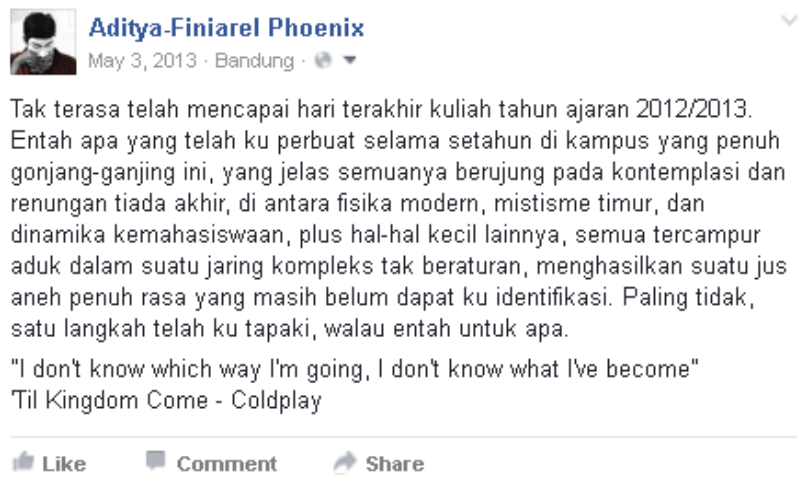 Aditya-Finiarel Phoenix
May 3, 2013 · Bandung ·
Tak terasa telah mencapai hari terakhir kuliah tahun ajaran 2012/2013.
Entah apa yang telah ku perbuat selama setahun di kampus yang penuh
gonjang-ganjing ini, yang jelas semuanya berujung pada kontemplasi dan
renungan tiada akhir, di antara fisika modern, mistisme timur, dan
dinamika kemahasiswaan, plus hal-hal kecil lainnya, semua tercampur
aduk dalam suatu jaring kompleks tak beraturan, menghasilkan suatu jus
aneh penuh rasa yang masih belum dapat ku identifikasi. Paling tidak,
satu langkah telah ku tapaki, walau entah untuk apa.
"I don't know which way I'm going, I don't know what I've become"
'Til Kingdom Come - Coldplay
Like Comment Share